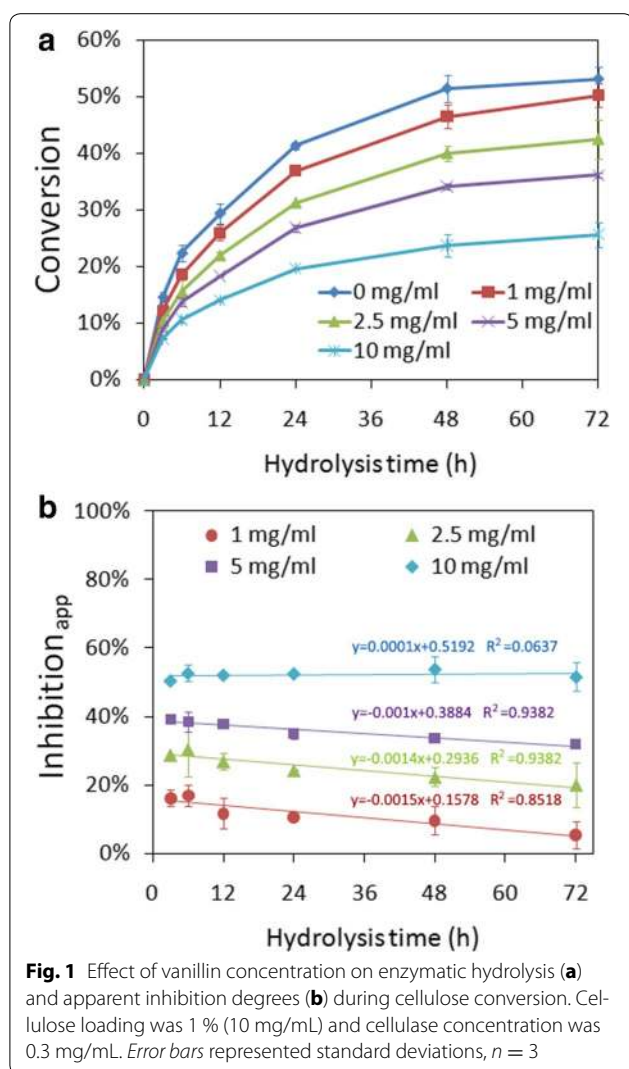 a
60%
50%
40%
30%
20%
10%
0%
Conversion
0 mg/ml 1 mg/ml
2.5 mg/ml 5 mg/ml
10 mg/ml
0 12 24 36 48 60 72
Hydrolysis time (h)
b
100%
80%
60%
40%
20%
0%
Inhibition app
1 mg/ml 2.5 mg/ml
5 mg/ml 10 mg/ml
y=0.0001x+0.5192 R²=0.0637
y=-0.001x+0.3884 R²=0.9382
y=-0.0014x+0.2936 R²=0.9382
y=-0.0015x+0.1578 R²=0.8518
0 12 24 36 48 60 72
Hydrolysis time (h)
Fig. 1 Effect of vanillin concentration on enzymatic hydrolysis (a)
and apparent inhibition degrees (b) during cellulose conversion. Cel-
lulose loading was 1 % (10 mg/mL) and cellulase concentration was
0.3 mg/mL. Error bars represented standard deviations, n = 3